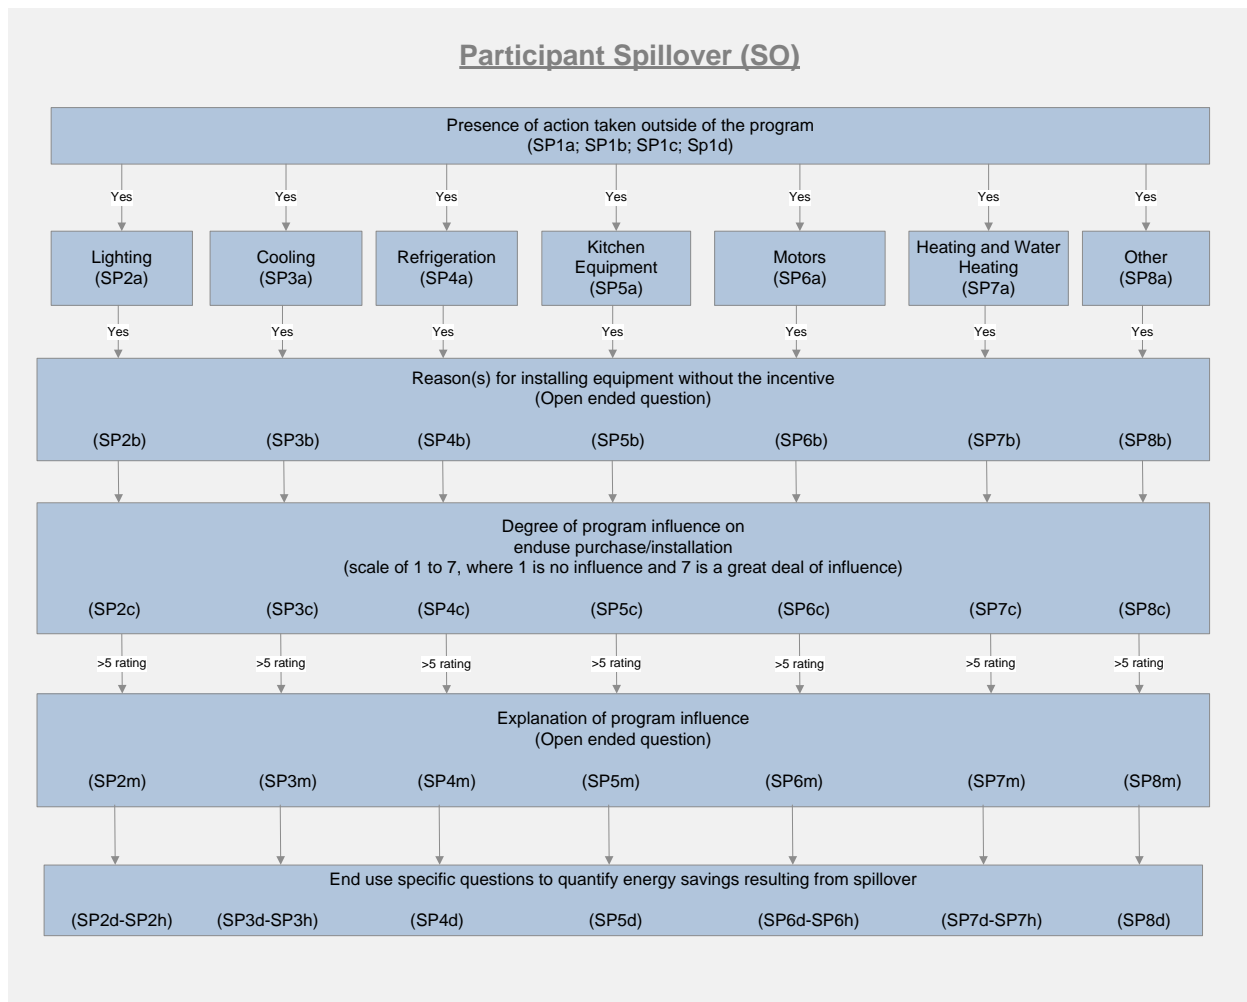 Participant Spillover (SO)
Presence of action taken outside of the program
(SP1a; SP1b; SP1c; Sp1d)
Yes Yes Yes Yes Yes Yes Yes
Lighting
(SP2a)
Cooling
(SP3a)
Refrigeration
(SP4a)
Kitchen
Equipment
(SP5a)
Motors
(SP6a)
Heating and Water
Heating
(SP7a)
Other
(SP8a)
Yes Yes Yes Yes Yes Yes Yes
Reason(s) for installing equipment without the incentive
(Open ended question)
(SP2b) (SP3b) (SP4b) (SP5b) (SP6b) (SP7b) (SP8b)
Degree of program influence on
enduse purchase/installation
(scale of 1 to 7, where 1 is no influence and 7 is a great deal of influence)
(SP2c) (SP3c) (SP4c) (SP5c) (SP6c) (SP7c) (SP8c)
>5 rating >5 rating >5 rating >5 rating >5 rating >5 rating >5 rating
Explanation of program influence
(Open ended question)
(SP2m) (SP3m) (SP4m) (SP5m) (SP6m) (SP7m) (SP8m)
End use specific questions to quantify energy savings resulting from spillover
(SP2d-SP2h) (SP3d-SP3h) (SP4d) (SP5d) (SP6d-SP6h) (SP7d-SP7h) (SP8d)